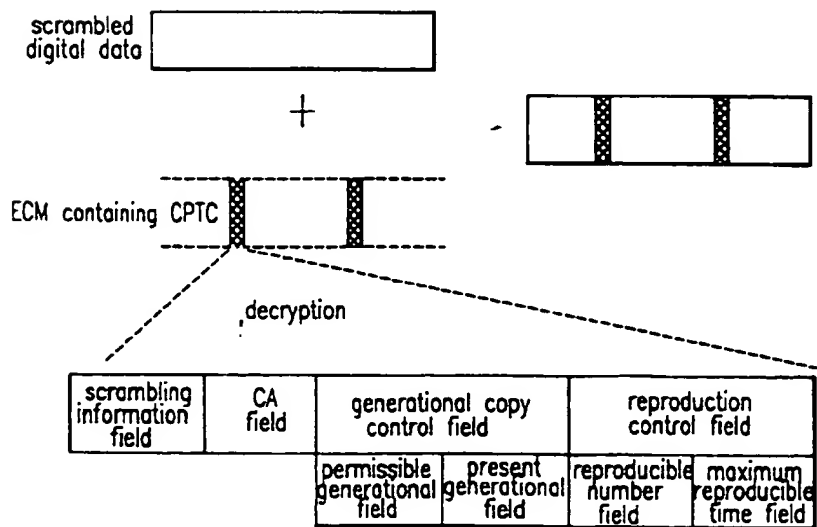 scrambled
digital data
+
ECM containing CPTC
decryption
scrambling
information
field
CA
field
generational copy
control field
reproduction
control field
permissible
generational field
present
generational field
reproducible
number
field
maximum
reproducible
time field